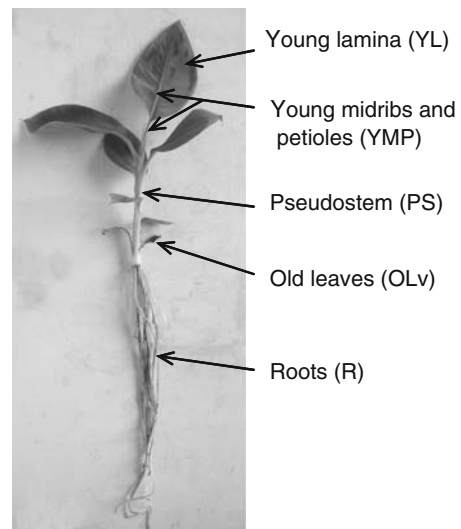 Young lamina (YL)
Young midribs and
petioles (YMP)
Pseudostem (PS)
Old leaves (OLv)
Roots (R)